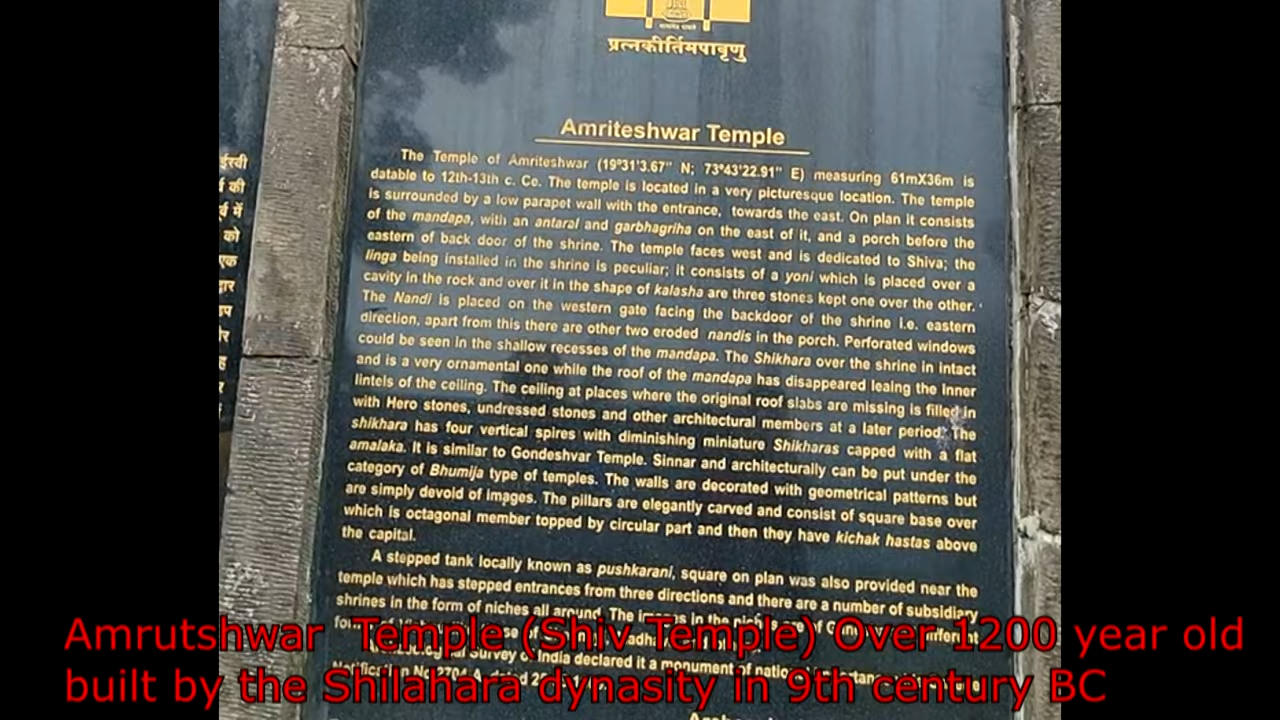 प्रत्नकीर्तिमपावृणु
Amriteshwar Temple
The Temple of Amriteshwar (19º31'3.67" N; 73º43'22.91" E) measuring 61mX36m is
datable to 12th-13th c. Ce. The temple is located in a very picturesque location. The temple
is surrounded by a low parapet wall with the entrance, towards the east. On plan it consists
of the mandapa, with an antaral and garbhagriha on the east of it, and a porch before the
eastern of back door of the shrine. The temple faces west and is dedicated to Shiva; the
linga being installed in the shrine is peculiar; it consists of a yoni which is placed over a
cavity in the rock and over it in the shape of kalasha are three stones kept one over the other.
The Nandi is placed on the western gate facing the backdoor of the shrine i.e. eastern
direction, apart from this there are other two eroded nandis in the porch. Perforated windows
could be seen in the shallow recesses of the mandapa. The Shikhara over the shrine in intact
and is a very ornamental one while the roof of the mandapa has disappeared leaing the inner
lintels of the ceiling. The ceiling at places where the original roof slabs are missing is filled in
with Hero stones, undressed stones and other architectural members at a later period. The
shikhara has four vertical spires with diminishing miniature Shikharas capped with a flat
amalaka. It is similar to Gondeshvar Temple. Sinnar and architecturally can be put under the
category of Bhumija type of temples. The walls are decorated with geometrical patterns but
are simply devoid of images. The pillars are elegantly carved and consist of square base over
which is octagonal member topped by circular part and then they have kichak hastas above
the capital.
A stepped tank locally known as pushkarani, square on plan was also provided near the
temple which has stepped entrances from three directions and there are a number of subsidiary
shrines in the form of niches all around. The images in the niches are of
Survey of India declared it a monument of national
Amrutshwar Temple (Shiv Temple) Over 1200 year old
built by the Shilahara dynasity in 9th century BC